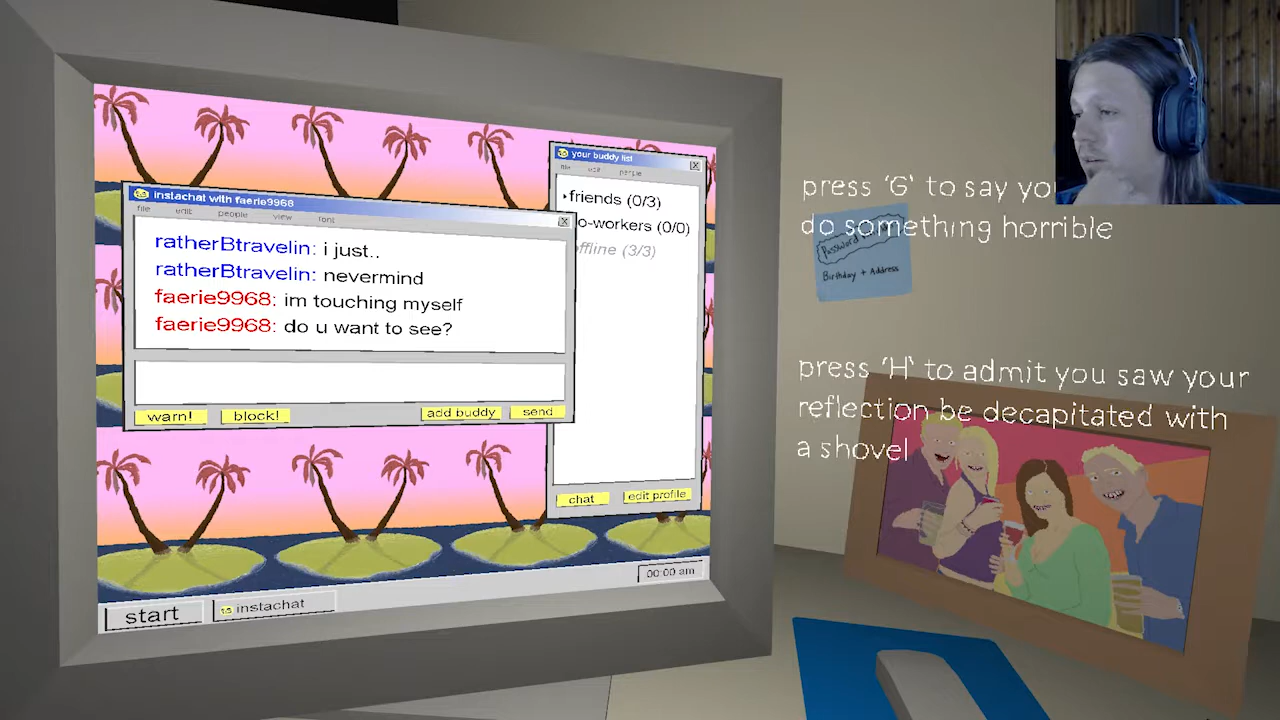 your buddy list
file edit people
friends (0/3)
o-workers (0/0)
offline (3/3)
chat
edit profile
instachat with faerie9968
file edit people view font
ratherBtravelin: i just..
ratherBtravelin: nevermind
faerie9968: im touching myself
faerie9968: do u want to see?
warn! block! add buddy send
start
instachat
00:00 am
press 'G' to say yo
do something horrible
Password
Birthday + Address
press 'H' to admit you saw your
reflection be decapitated with
a shovel